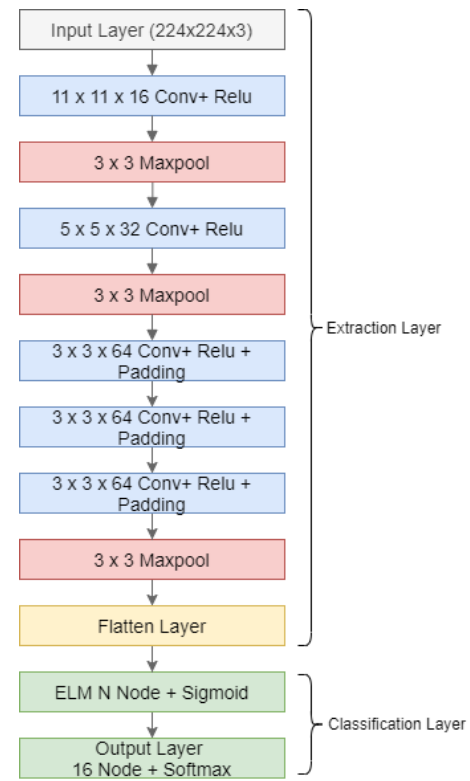 Input Layer (224x224x3)
11 x 11 x 16 Conv+ Relu
3 x 3 Maxpool
5 x 5 x 32 Conv+ Relu
3 x 3 Maxpool
Extraction Layer
3 x 3 x 64 Conv+ Relu +
Padding
3 x 3 x 64 Conv+ Relu +
Padding
3 x 3 x 64 Conv+ Relu +
Padding
3 x 3 Maxpool
Flatten Layer
ELM N Node + Sigmoid
Classification Layer
Output Layer
16 Node + Softmax